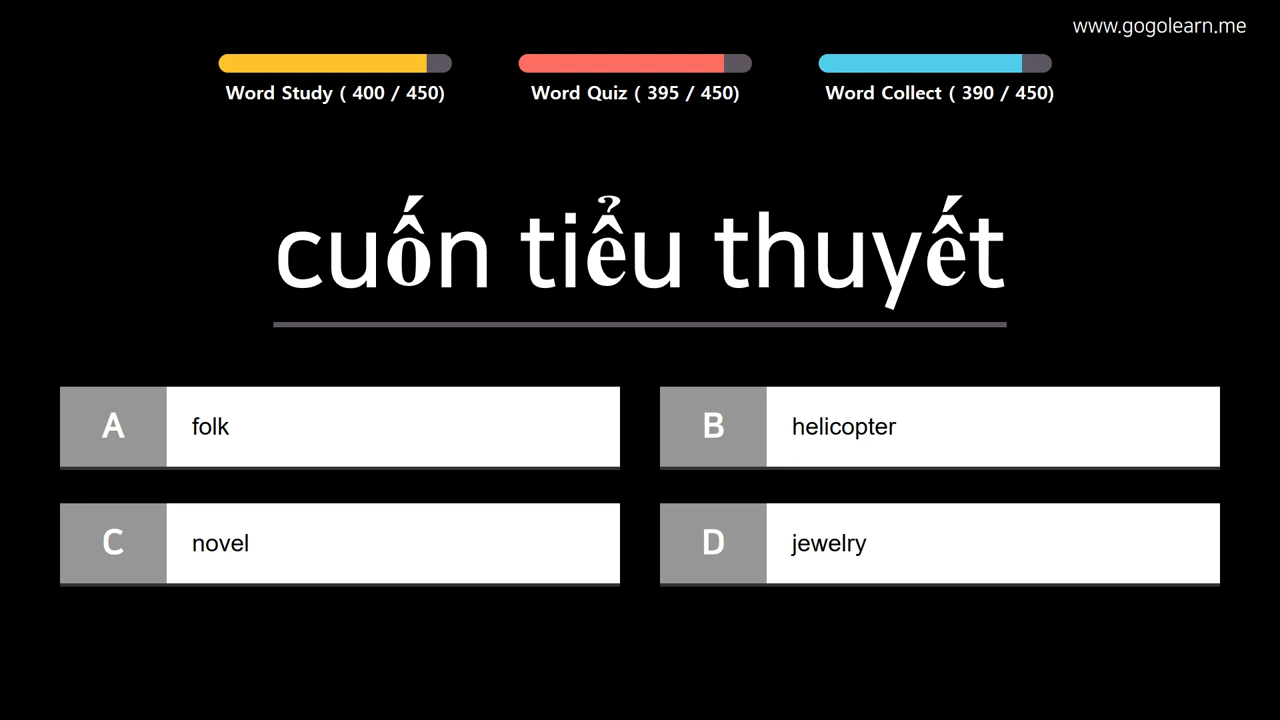 www.gogolearn.me
Word Study ( 400 / 450)
Word Quiz ( 395 / 450)
Word Collect ( 390 / 450)
cuốn tiểu thuyết
A folk
B helicopter
C novel
D jewelry